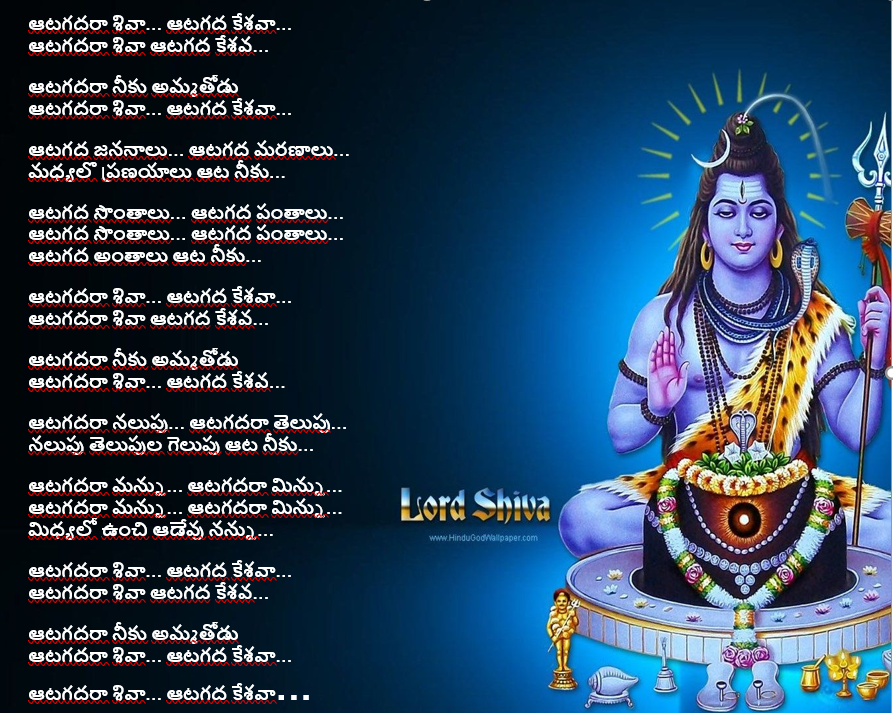 ఆటగదరా శివా... ఆటగద కేశవా...
ఆటగదరా శివా ఆటగద కేశవ...
ఆటగదరా నీకు అమ్మతోడు
ఆటగదరా శివా... ఆటగద కేశవా...
ఆటగద జననాలు... ఆటగద మరణాలు...
మధ్యలో ప్రణయాలు ఆట నీకు...
ఆటగద సొంతాలు... ఆటగద పంతాలు...
ఆటగద సొంతాలు... ఆటగద పంతాలు...
ఆటగద అంతాలు ఆట నీకు...
ఆటగదరా శివా... ఆటగద కేశవా...
ఆటగదరా శివా ఆటగద కేశవ...
ఆటగదరా నీకు అమ్మతోడు
ఆటగదరా శివా... ఆటగద కేశవ...
ఆటగదరా నలుపు... ఆటగదరా తెలుపు...
నలుపు తెలుపుల గెలుపు ఆట నీకు...
ఆటగదరా మన్ను... ఆటగదరా మిన్ను...
ఆటగదరా మన్ను... ఆటగదరా మిన్ను...
మిధ్యలో ఉంచి ఆడేవు నన్ను...
ఆటగదరా శివా... ఆటగద కేశవా...
ఆటగదరా శివా ఆటగద కేశవ...
ఆటగదరా నీకు అమ్మతోడు
ఆటగదరా శివా... ఆటగద కేశవా...
ఆటగదరా శివా... ఆటగద కేశవా...
Lord Shiva
www.HinduGodWallpaper.com